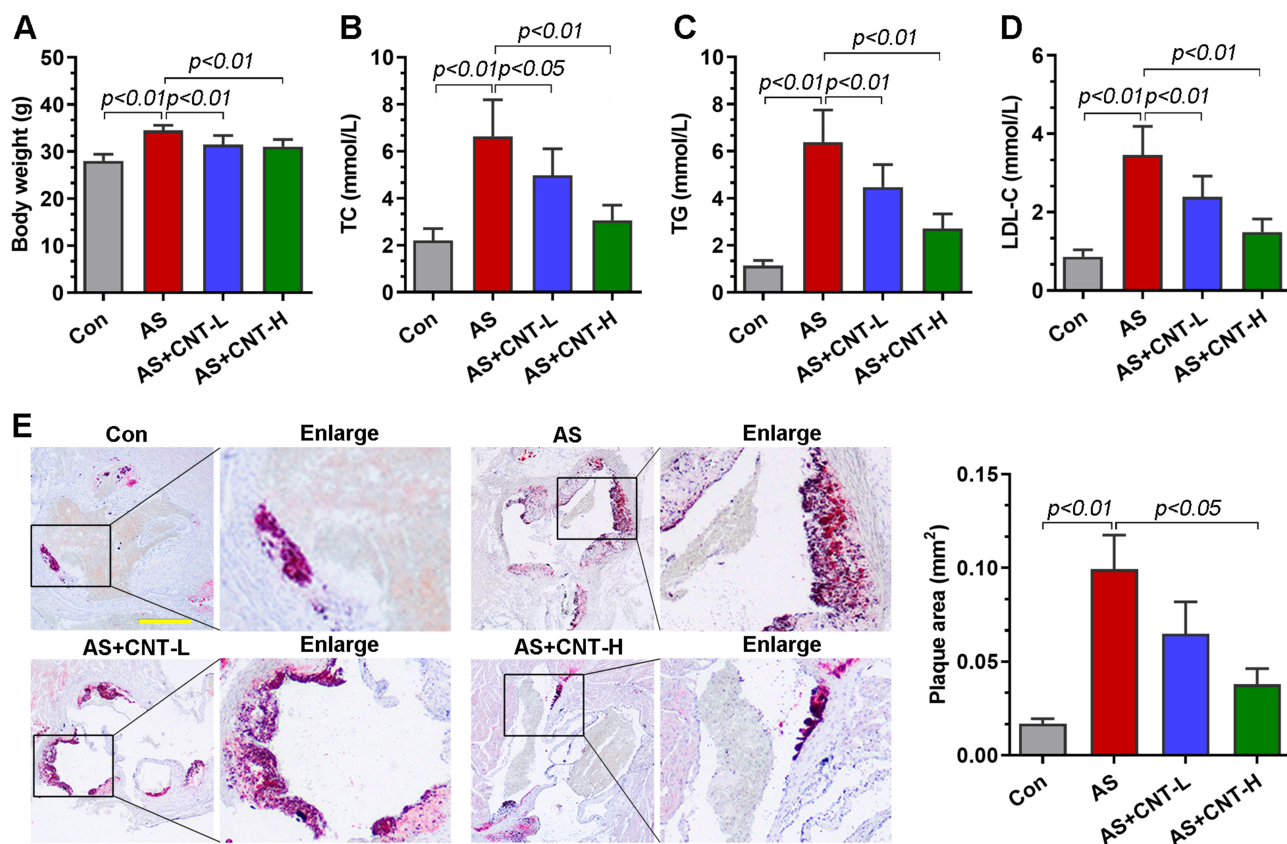 A
Body weight (g)
50
40
30
20
10
0
p<0.01
p<0.01 p<0.01
Con
AS
AS+CNT-L
AS+CNT-H
B
TC (mmol/L)
10
8
6
4
2
0
p<0.01
p<0.01 p<0.05
Con
AS
AS+CNT-L
AS+CNT-H
C
TG (mmol/L)
10
8
6
4
2
0
p<0.01
p<0.01 p<0.01
Con
AS
AS+CNT-L
AS+CNT-H
D
LDL-C (mmol/L)
6
4
2
0
p<0.01
p<0.01 p<0.01
Con
AS
AS+CNT-L
AS+CNT-H
E
Con Enlarge AS Enlarge
AS+CNT-L Enlarge AS+CNT-H Enlarge
Plaque area (mm²)
0.15
0.10
0.05
0.00
p<0.01 p<0.05
Con
AS
AS+CNT-L
AS+CNT-H